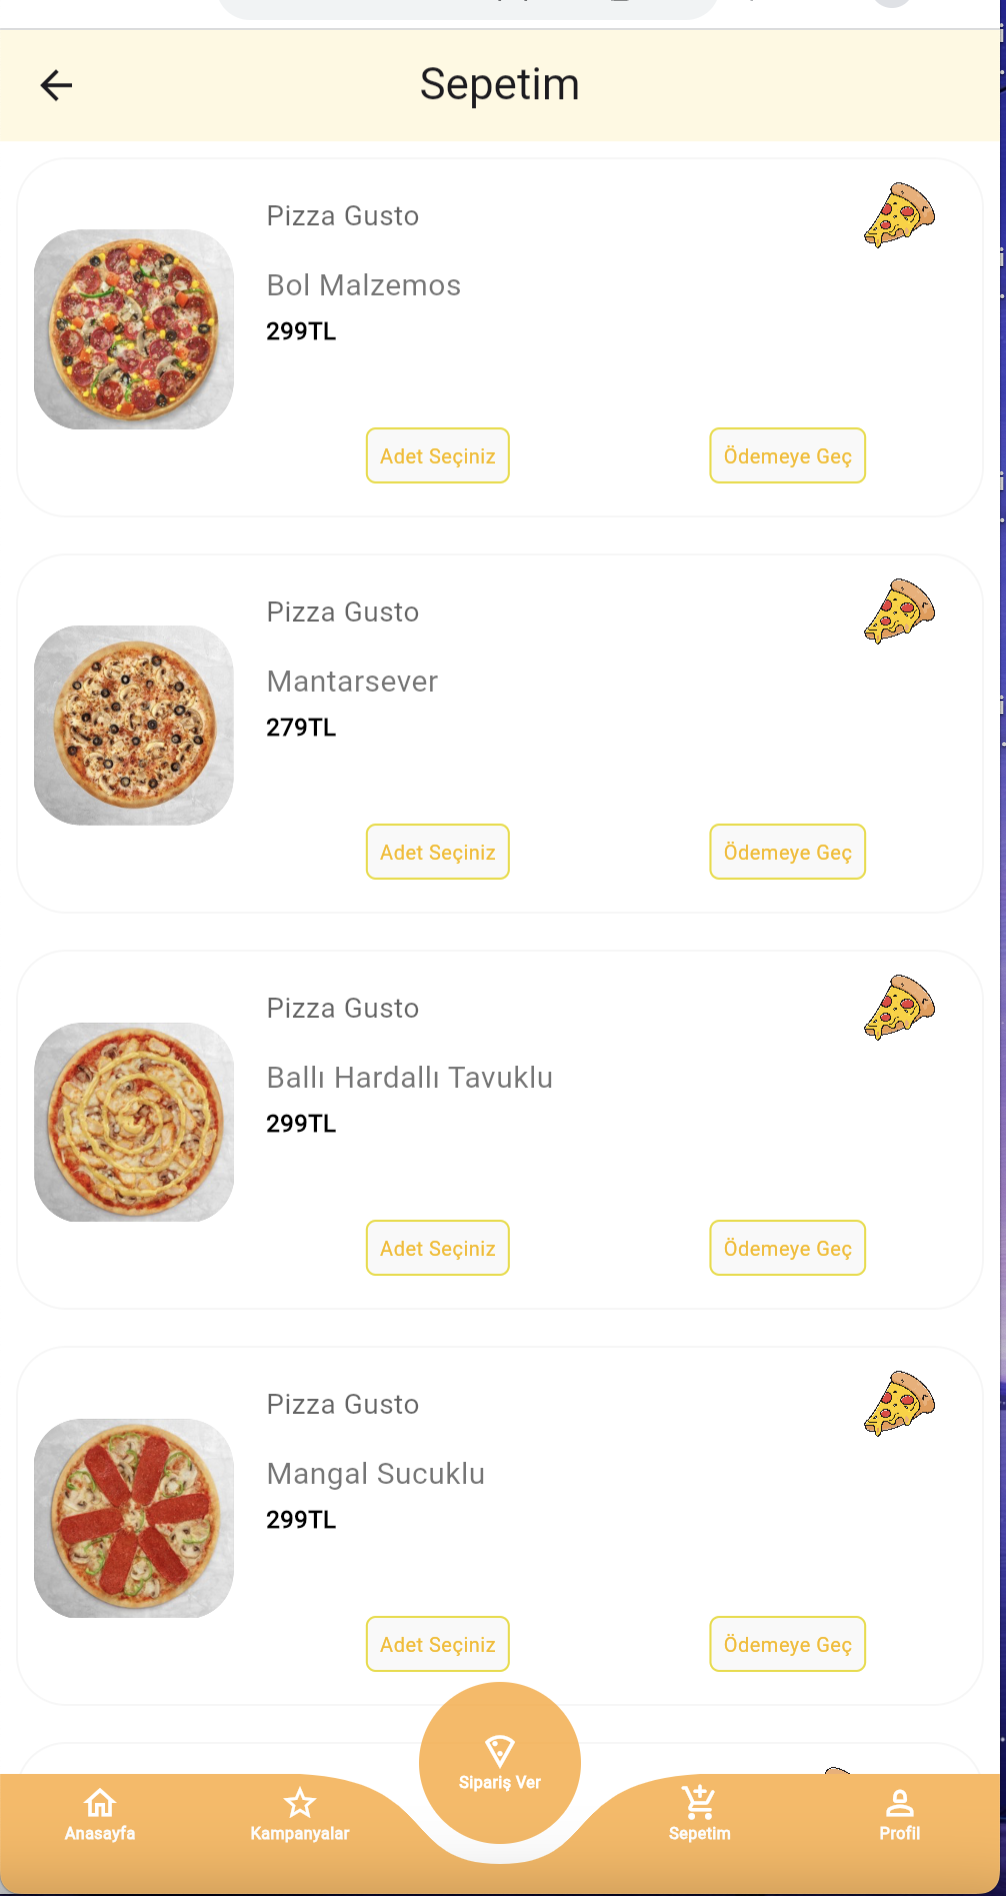 Sepetim
Pizza Gusto
Bol Malzemos
299TL
Adet Seçiniz
Ödemeye Geç
Pizza Gusto
Mantarsever
279TL
Adet Seçiniz
Ödemeye Geç
Pizza Gusto
Ballı Hardallı Tavuklu
299TL
Adet Seçiniz
Ödemeye Geç
Pizza Gusto
Mangal Sucuklu
299TL
Adet Seçiniz
Ödemeye Geç
Sipariş Ver
Anasayfa
Kampanyalar
Sepetim
Profil